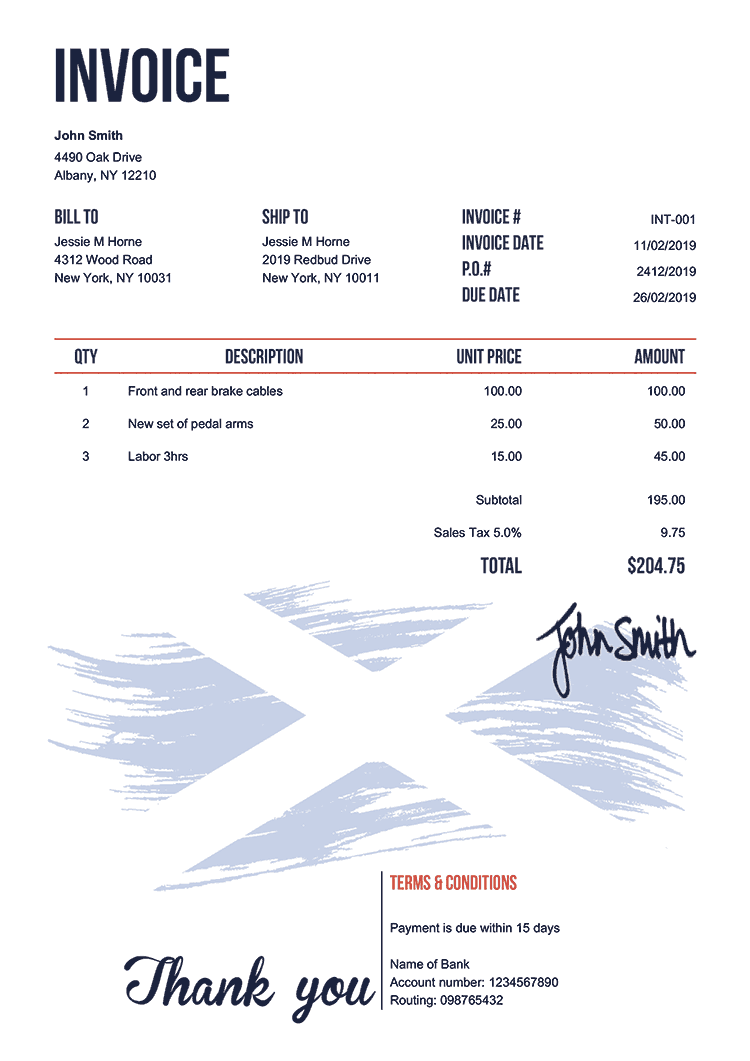 INVOICE
John Smith
4490 Oak Drive
Albany, NY 12210
BILL TO
Jessie M Horne
4312 Wood Road
New York, NY 10031
SHIP TO
Jessie M Horne
2019 Redbud Drive
New York, NY 10011
INVOICE # INT-001
INVOICE DATE 11/02/2019
P.O.# 2412/2019
DUE DATE 26/02/2019
QTY DESCRIPTION UNIT PRICE AMOUNT
1 Front and rear brake cables 100.00 100.00
2 New set of pedal arms 25.00 50.00
3 Labor 3hrs 15.00 45.00
Subtotal 195.00
Sales Tax 5.0% 9.75
TOTAL $204.75
John Smith
TERMS & CONDITIONS
Payment is due within 15 days
Name of Bank
Account number: 1234567890
Routing: 098765432
Thank you